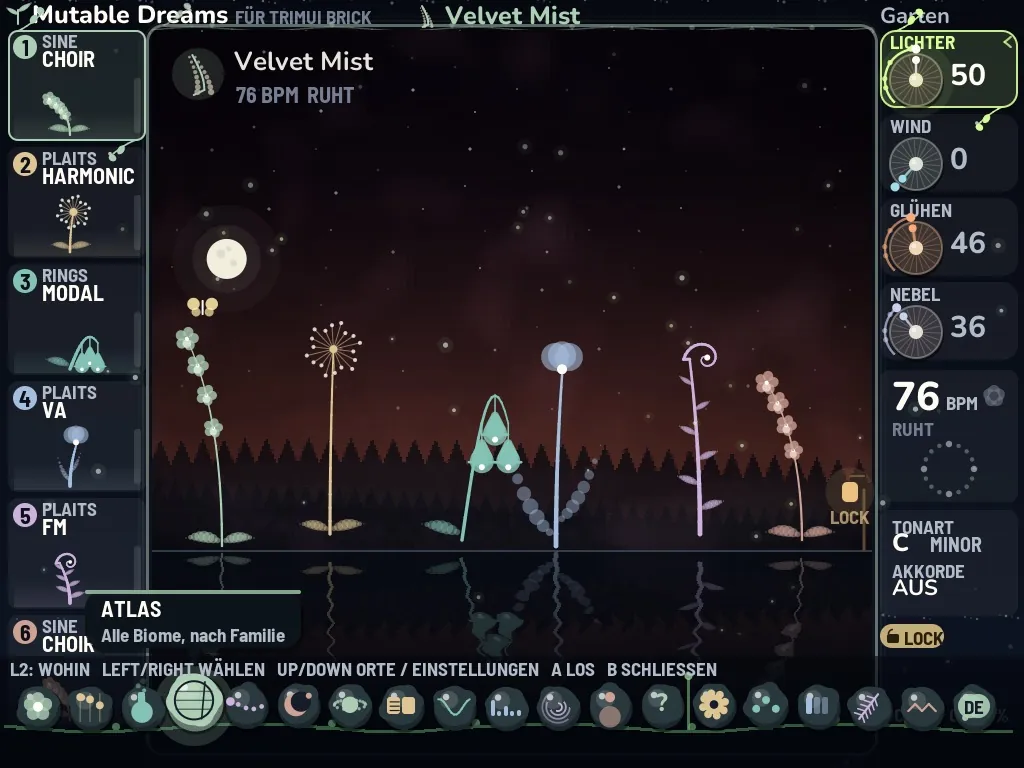 Mutable Dreams FÜR TRIMUI BRICK
Velvet Mist
Garten
1 SINE
CHOIR
2 PLAITS
HARMONIC
3 RINGS
MODAL
4 PLAITS
VA
5 PLAITS
FM
6 SINE
CHOIR
Velvet Mist
76 BPM RUHT
LOCK
LICHTER
50
WIND
0
GLÜHEN
46
NEBEL
36
76 BPM
RUHT
TONART
C MINOR
AKKORDE
AUS
LOCK
ATLAS
Alle Biome, nach Familie
L2: WOHIN LEFT/RIGHT WÄHLEN UP/DOWN ORTE / EINSTELLUNGEN A LOS B SCHLIESSEN
?
DE